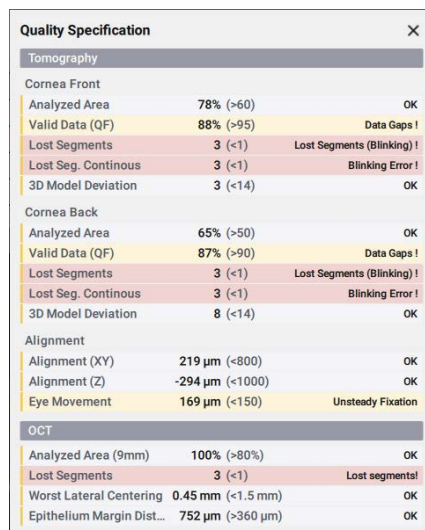 Quality Specification ×
Tomography
Cornea Front
Analyzed Area 78% (>60) OK
Valid Data (QF) 88% (>95) Data Gaps !
Lost Segments 3 (<1) Lost Segments (Blinking) !
Lost Seg. Continous 3 (<1) Blinking Error !
3D Model Deviation 3 (<14) OK
Cornea Back
Analyzed Area 65% (>50) OK
Valid Data (QF) 87% (>90) Data Gaps !
Lost Segments 3 (<1) Lost Segments (Blinking) !
Lost Seg. Continous 3 (<1) Blinking Error !
3D Model Deviation 8 (<14) OK
Alignment
Alignment (XY) 219 µm (<800) OK
Alignment (Z) -294 µm (<1000) OK
Eye Movement 169 µm (<150) Unsteady Fixation
OCT
Analyzed Area (9mm) 100% (>80%) OK
Lost Segments 3 (<1) Lost segments!
Worst Lateral Centering 0.45 mm (<1.5 mm) OK
Epithelium Margin Dist... 752 µm (>360 µm) OK